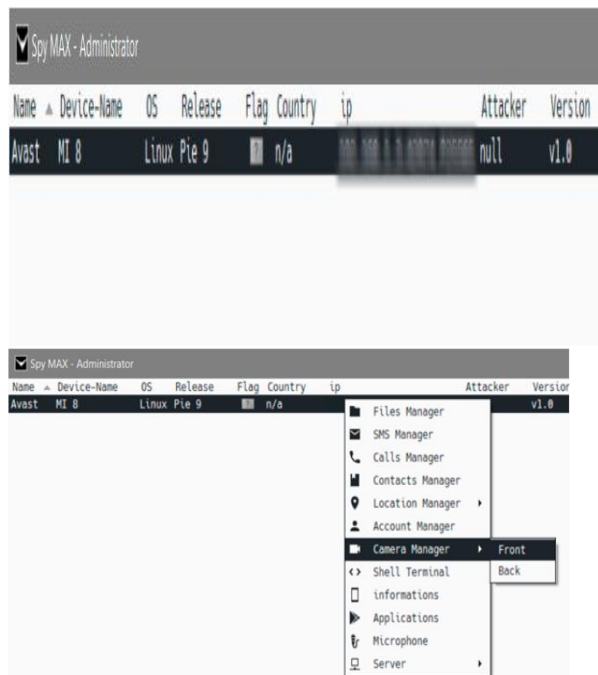 Spy MAX - Administrator
Name Device-Name OS Release Flag Country ip Attacker Version
Avast MI 8 Linux Pie 9 ? n/a null v1.0
Spy MAX - Administrator
Name Device-Name OS Release Flag Country ip Attacker Version
Avast MI 8 Linux Pie 9 ? n/a v1.0
Files Manager
SMS Manager
Calls Manager
Contacts Manager
Location Manager
Account Manager
Camera Manager Front
Shell Terminal Back
informations
Applications
Microphone
Server